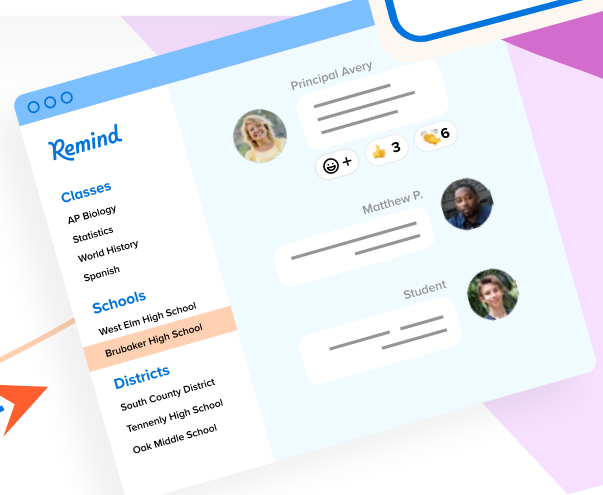 Remind
Classes
AP Biology
Statistics
World History
Spanish
Schools
West Elm High School
Brubaker High School
Districts
South County District
Tennenly High School
Oak Middle School
Principal Avery
+
3
6
Matthew P.
Student